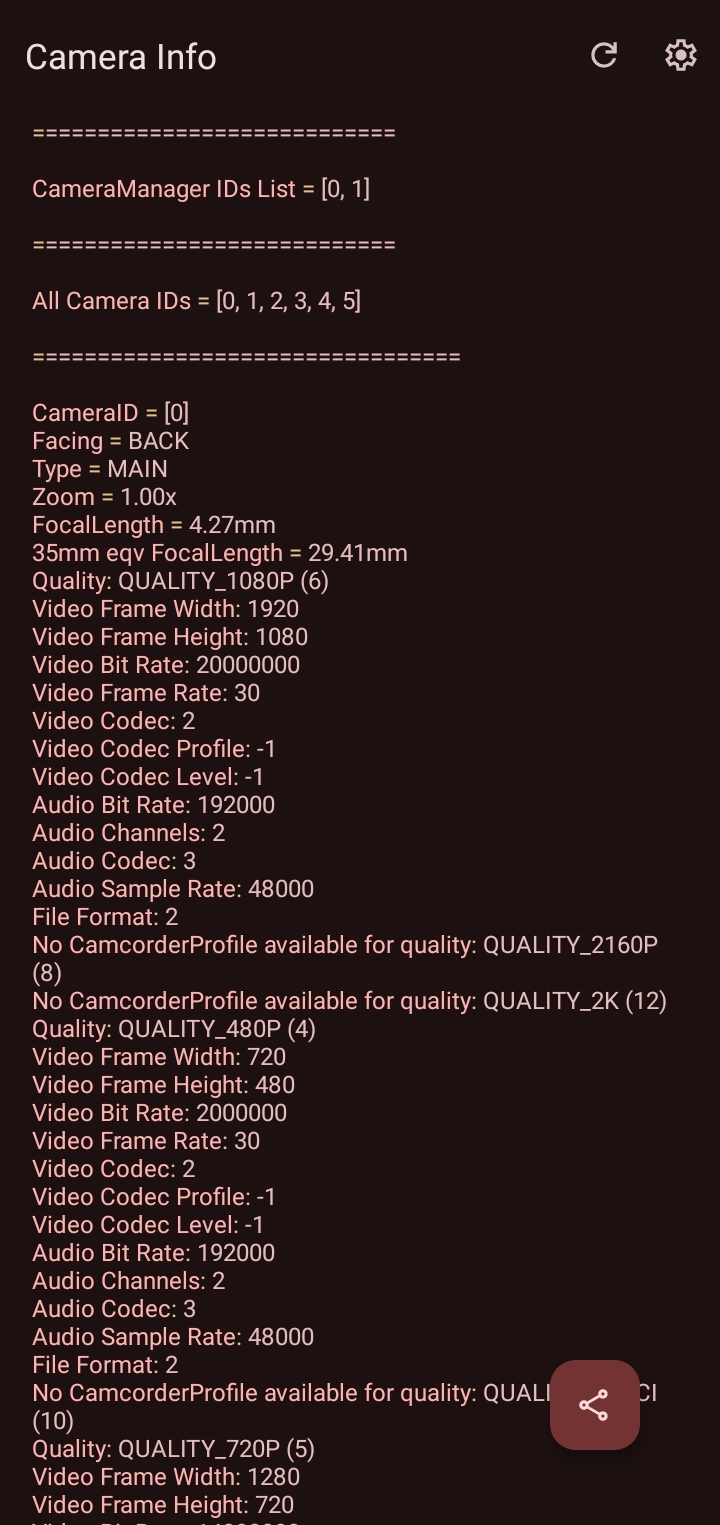 Camera Info
============================
CameraManager IDs List = [0, 1]
============================
All Camera IDs = [0, 1, 2, 3, 4, 5]
=================================
CameraID = [0]
Facing = BACK
Type = MAIN
Zoom = 1.00x
FocalLength = 4.27mm
35mm eqv FocalLength = 29.41mm
Quality: QUALITY_1080P (6)
Video Frame Width: 1920
Video Frame Height: 1080
Video Bit Rate: 20000000
Video Frame Rate: 30
Video Codec: 2
Video Codec Profile: -1
Video Codec Level: -1
Audio Bit Rate: 192000
Audio Channels: 2
Audio Codec: 3
Audio Sample Rate: 48000
File Format: 2
No CamcorderProfile available for quality: QUALITY_2160P
(8)
No CamcorderProfile available for quality: QUALITY_2K (12)
Quality: QUALITY_480P (4)
Video Frame Width: 720
Video Frame Height: 480
Video Bit Rate: 2000000
Video Frame Rate: 30
Video Codec: 2
Video Codec Profile: -1
Video Codec Level: -1
Audio Bit Rate: 192000
Audio Channels: 2
Audio Codec: 3
Audio Sample Rate: 48000
File Format: 2
No CamcorderProfile available for quality:
(10)
Quality: QUALITY_720P (5)
Video Frame Width: 1280
Video Frame Height: 720